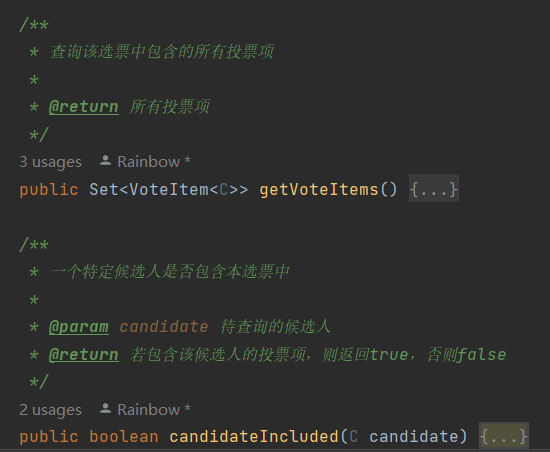 /**
 * 查询该选票中包含的所有投票项
 *
 * @return 所有投票项
 */
3 usages Rainbow *
public Set<VoteItem<C>> getVoteItems() {...}
/**
 * 一个特定候选人是否包含本选票中
 *
 * @param candidate 待查询的候选人
 * @return 若包含该候选人的投票项，则返回true，否则false
 */
2 usages Rainbow *
public boolean candidateIncluded(C candidate) {...}